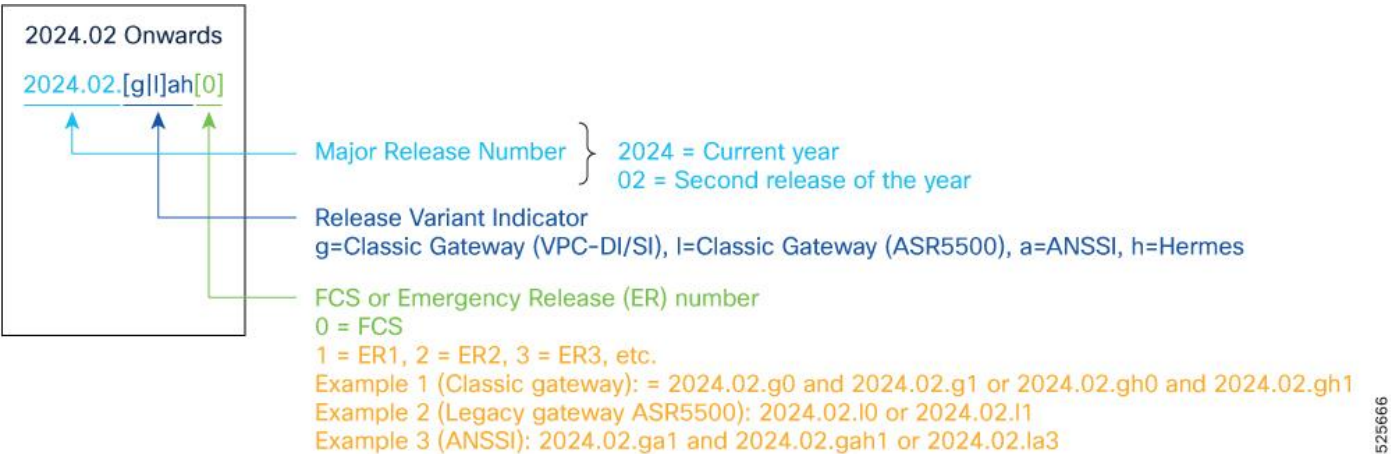 2024.02 Onwards
2024.02.[g|l]ah[0]
Major Release Number
2024 = Current year
02 = Second release of the year
Release Variant Indicator
g=Classic Gateway (VPC-DI/SI), l=Classic Gateway (ASR5500), a=ANSSI, h=Hermes
FCS or Emergency Release (ER) number
0 = FCS
1 = ER1, 2 = ER2, 3 = ER3, etc.
Example 1 (Classic gateway): = 2024.02.g0 and 2024.02.g1 or 2024.02.gh0 and 2024.02.gh1
Example 2 (Legacy gateway ASR5500): 2024.02.l0 or 2024.02.l1
Example 3 (ANSSI): 2024.02.ga1 and 2024.02.gah1 or 2024.02.la3
525666